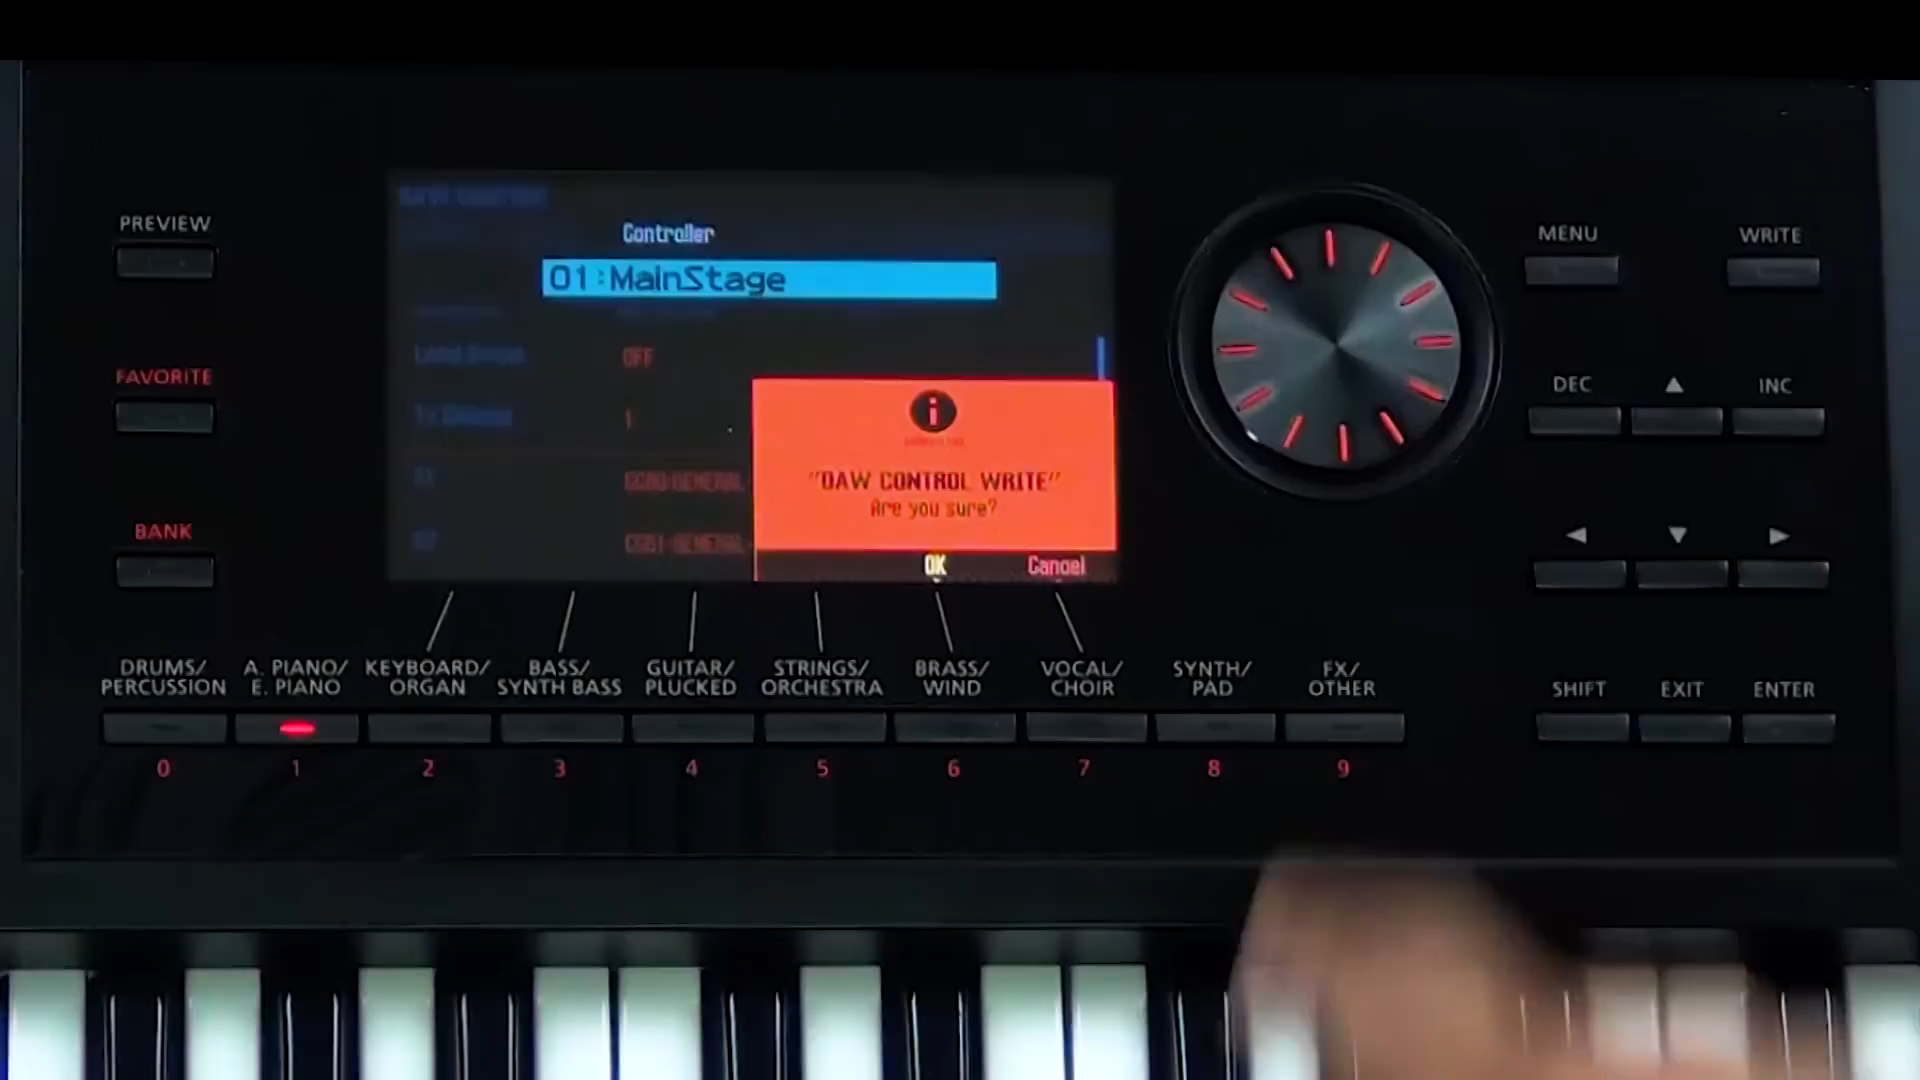 PREVIEW
FAVORITE
BANK
Controller
01:MainStage
OFF
1
"DAW CONTROL WRITE"
Are you sure?
OK
Cancel
MENU
WRITE
DEC
INC
SHIFT
EXIT
ENTER
DRUMS/
PERCUSSION
A. PIANO/
E. PIANO
KEYBOARD/
ORGAN
BASS/
SYNTH BASS
GUITAR/
PLUCKED
STRINGS/
ORCHESTRA
BRASS/
WIND
VOCAL/
CHOIR
SYNTH/
PAD
FX/
OTHER
0 1 2 3 4 5 6 7 8 9